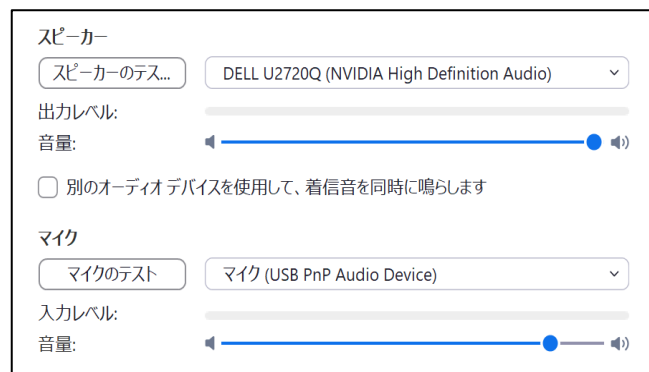 スピーカー
スピーカーのテス... DELL U2720Q (NVIDIA High Definition Audio)
出力レベル:
音量:
別のオーディオ デバイスを使用して、着信音を同時に鳴らします
マイク
マイクのテスト マイク (USB PnP Audio Device)
入力レベル:
音量: